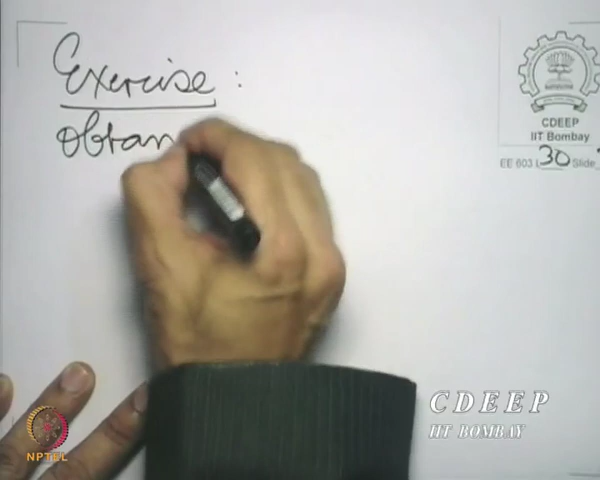 Exercise :
obtan
CDEEP
IIT Bombay
EE 603 L 30 Slide
CDEEP
IIT BOMBAY
NPTEL